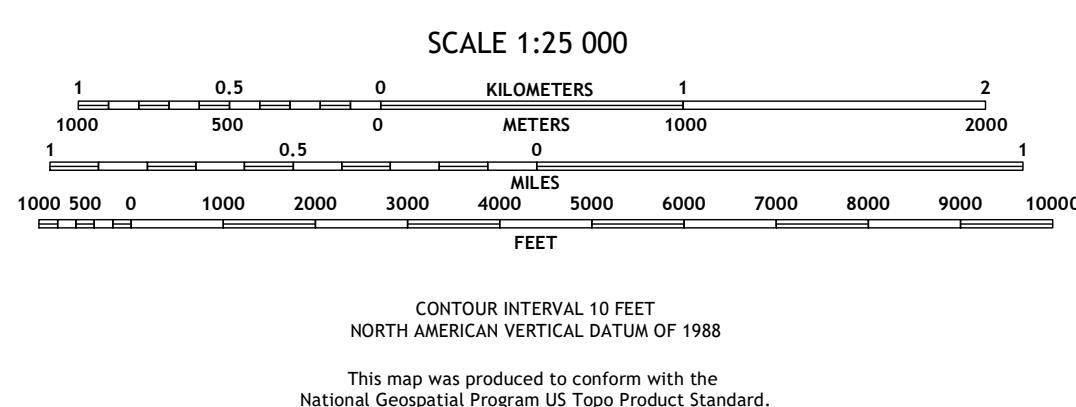 SCALE 1:25 000
1 0.5 0 KILOMETERS 1 2
1000 500 0 METERS 1000 2000
1 0.5 0 1
MILES
1000 500 0 1000 2000 3000 4000 5000 6000 7000 8000 9000 10000
FEET
CONTOUR INTERVAL 10 FEET
NORTH AMERICAN VERTICAL DATUM OF 1988
This map was produced to conform with the
National Geospatial Program US Topo Product Standard.